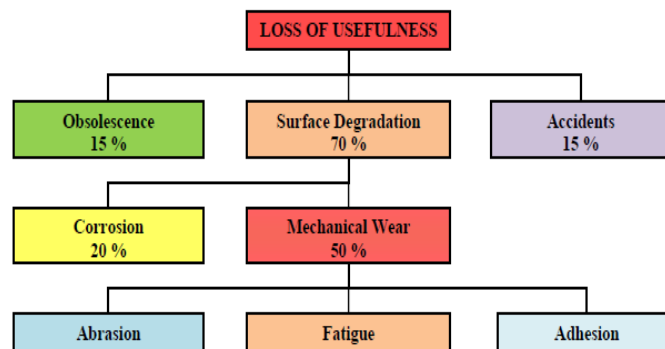 LOSS OF USEFULNESS
Obsolescence
15 %
Surface Degradation
70 %
Accidents
15 %
Corrosion
20 %
Mechanical Wear
50 %
Abrasion
Fatigue
Adhesion